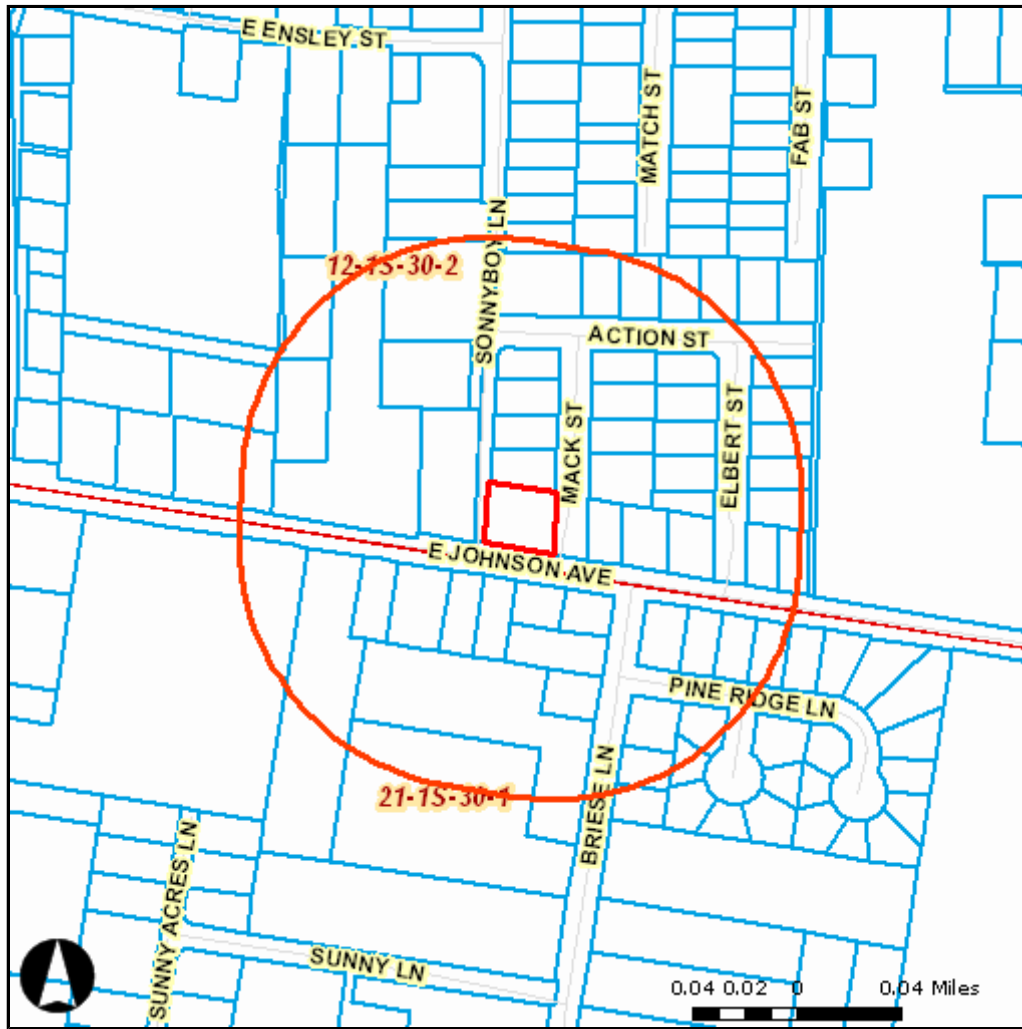 E ENSLEY ST
MATCH ST
FAB ST
SONNYBOY LN
12-1S-30-2
ACTION ST
MACK ST
ELBERT ST
E JOHNSON AVE
PINE RIDGE LN
BRIESE LN
21-1S-30-1
SUNNY ACRES LN
SUNNY LN
0.04 0.02 0 0.04 Miles